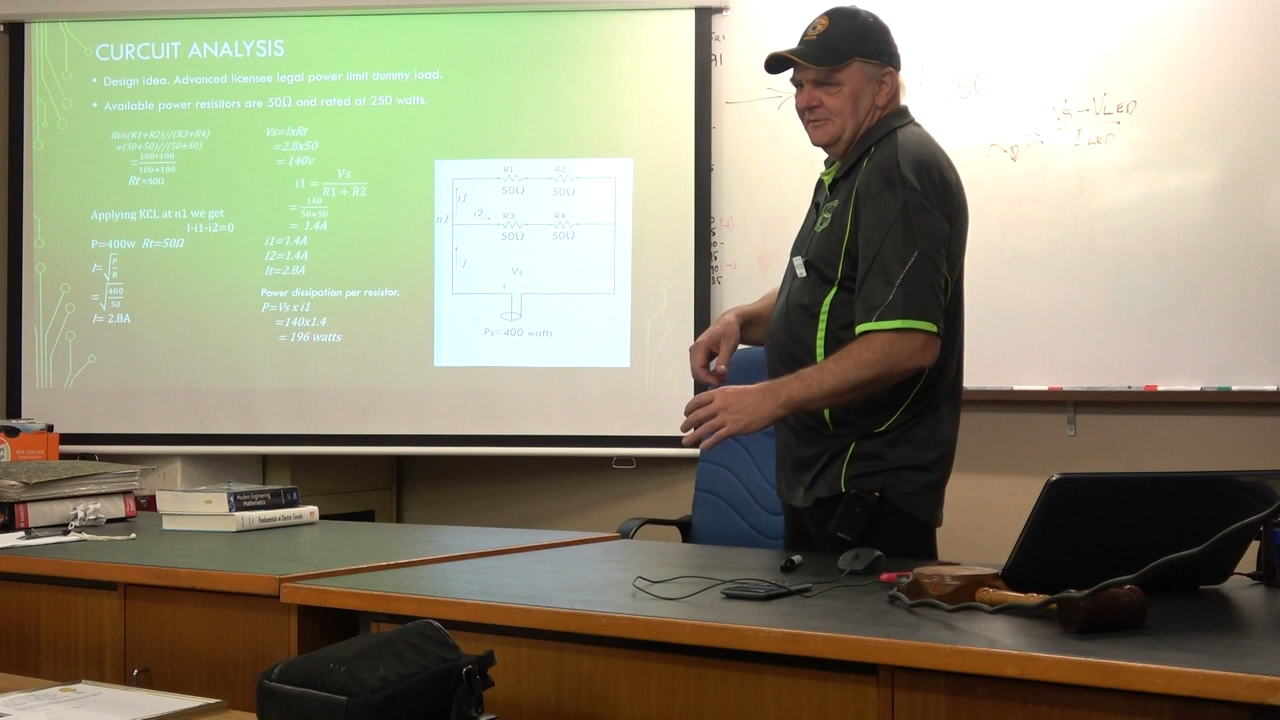 CURCUIT ANALYSIS
• Design idea. Advanced licensee legal power limit dummy load.
• Available power resisitors are 50Ω and rated at 250 watts.
Rt=(R1+R2)//(R3+R4)
=(50+50)//(50+50)
=100*100/100+100
Rt=50Ω
Applying KCL at n1 we get
I-i1-i2=0
P=400w Rt=50Ω
I=√P/R
=√400/50
I= 2.8A
Vs=IxRt
=2.8x50
= 140v
i1 = Vs/R1 + R2
= 140/50+50
= 1.4A
i1=1.4A
I2=1.4A
It=2.8A
Power dissipation per resistor.
P=Vs x i1
=140x1.4
= 196 watts
R1 R2
50Ω 50Ω
i1
n1 i2 R3 R4
50Ω 50Ω
I
Vs
+ -
Ps=400 watts
FRI
91
Vs - VLED
ILED
85
NEW ZEALAND
Modern Engineering
Mathematics
Fundamentals of Electric Circuits